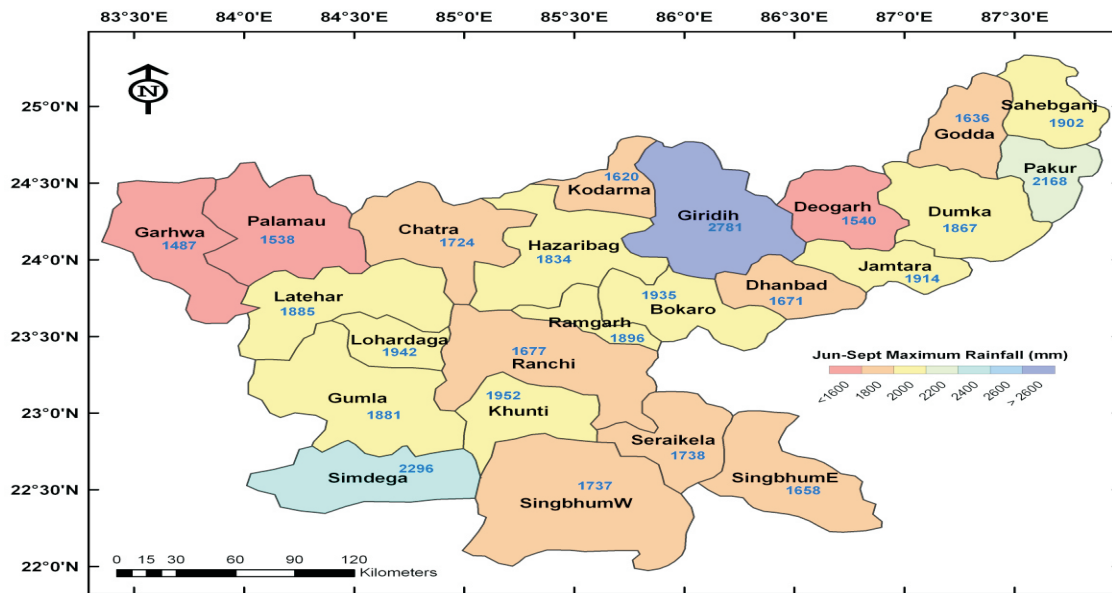 83°30'E 84°0'E 84°30'E 85°0'E 85°30'E 86°0'E 86°30'E 87°0'E 87°30'E
N
25°0'N
24°30'N
24°0'N
23°30'N
23°0'N
22°30'N
22°0'N
Sahebganj
1902
1636
Godda
Pakur
2168
1620
Kodarma
Giridih
2781
Deogarh
1540
Dumka
1867
Garhwa
1487
Palamau
1538
Chatra
1724
Hazaribag
1834
Jamtara
1914
Dhanbad
1671
1935
Bokaro
Latehar
1885
Ramgarh
1896
Lohardaga
1942
1677
Ranchi
Gumla
1881
1952
Khunti
Seraikela
1738
2296
Simdega
1737
SingbhumW
SingbhumE
1658
Jun-Sept Maximum Rainfall (mm)
<1600 1800 2000 2200 2400 2600 > 2600
0 15 30 60 90 120
Kilometers